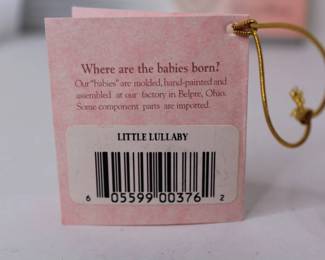 Where are the babies born?
Our "babies" are molded, hand-painted and
assembled at our factory in Belpre, Ohio.
Some component parts are imported.
LITTLE LULLABY
6 05599 00376 2